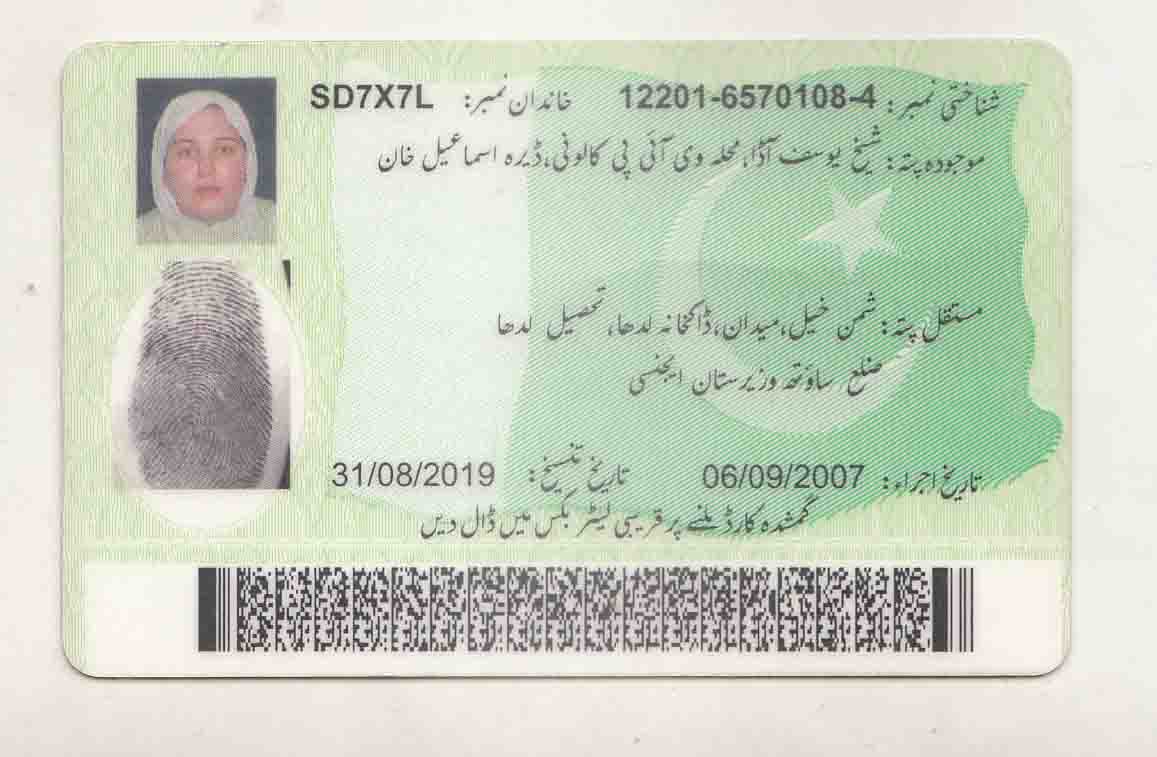 شناختی نمبر: 12201-6570108-4 خاندان نمبر: SD7X7L
موجودہ پتہ: شیخ یوسف آڈا، محلہ وی آئی پی کالونی، ڈیرہ اسماعیل خان
مستقل پتہ: شمن خیل، میدان، ڈاکخانہ لدھا، تحصیل لدھا
ضلع ساؤتھ وزیرستان ایجنسی
تاریخ اجراء: 06/09/2007 تاریخ تنسیخ: 31/08/2019
گمشدہ کارڈ ملنے پر قریبی لیٹر بکس میں ڈال دیں